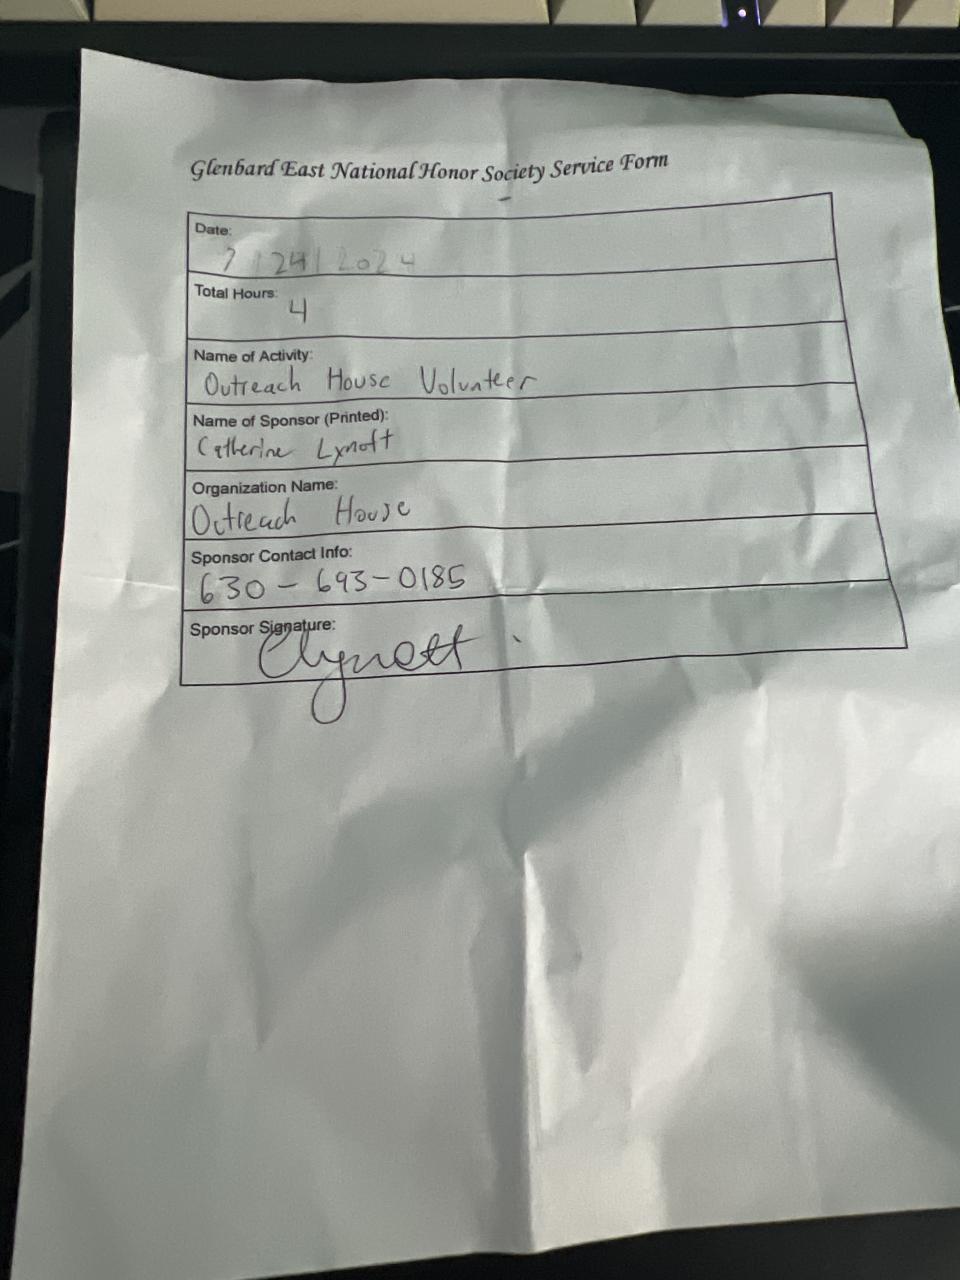 Glenbard East National Honor Society Service Form
Date:
7/24/2024
Total Hours:
4
Name of Activity:
Outreach House Volunteer
Name of Sponsor (Printed):
Catherine Lynott
Organization Name:
Outreach House
Sponsor Contact Info:
630-693-0185
Sponsor Signature:
CLynott